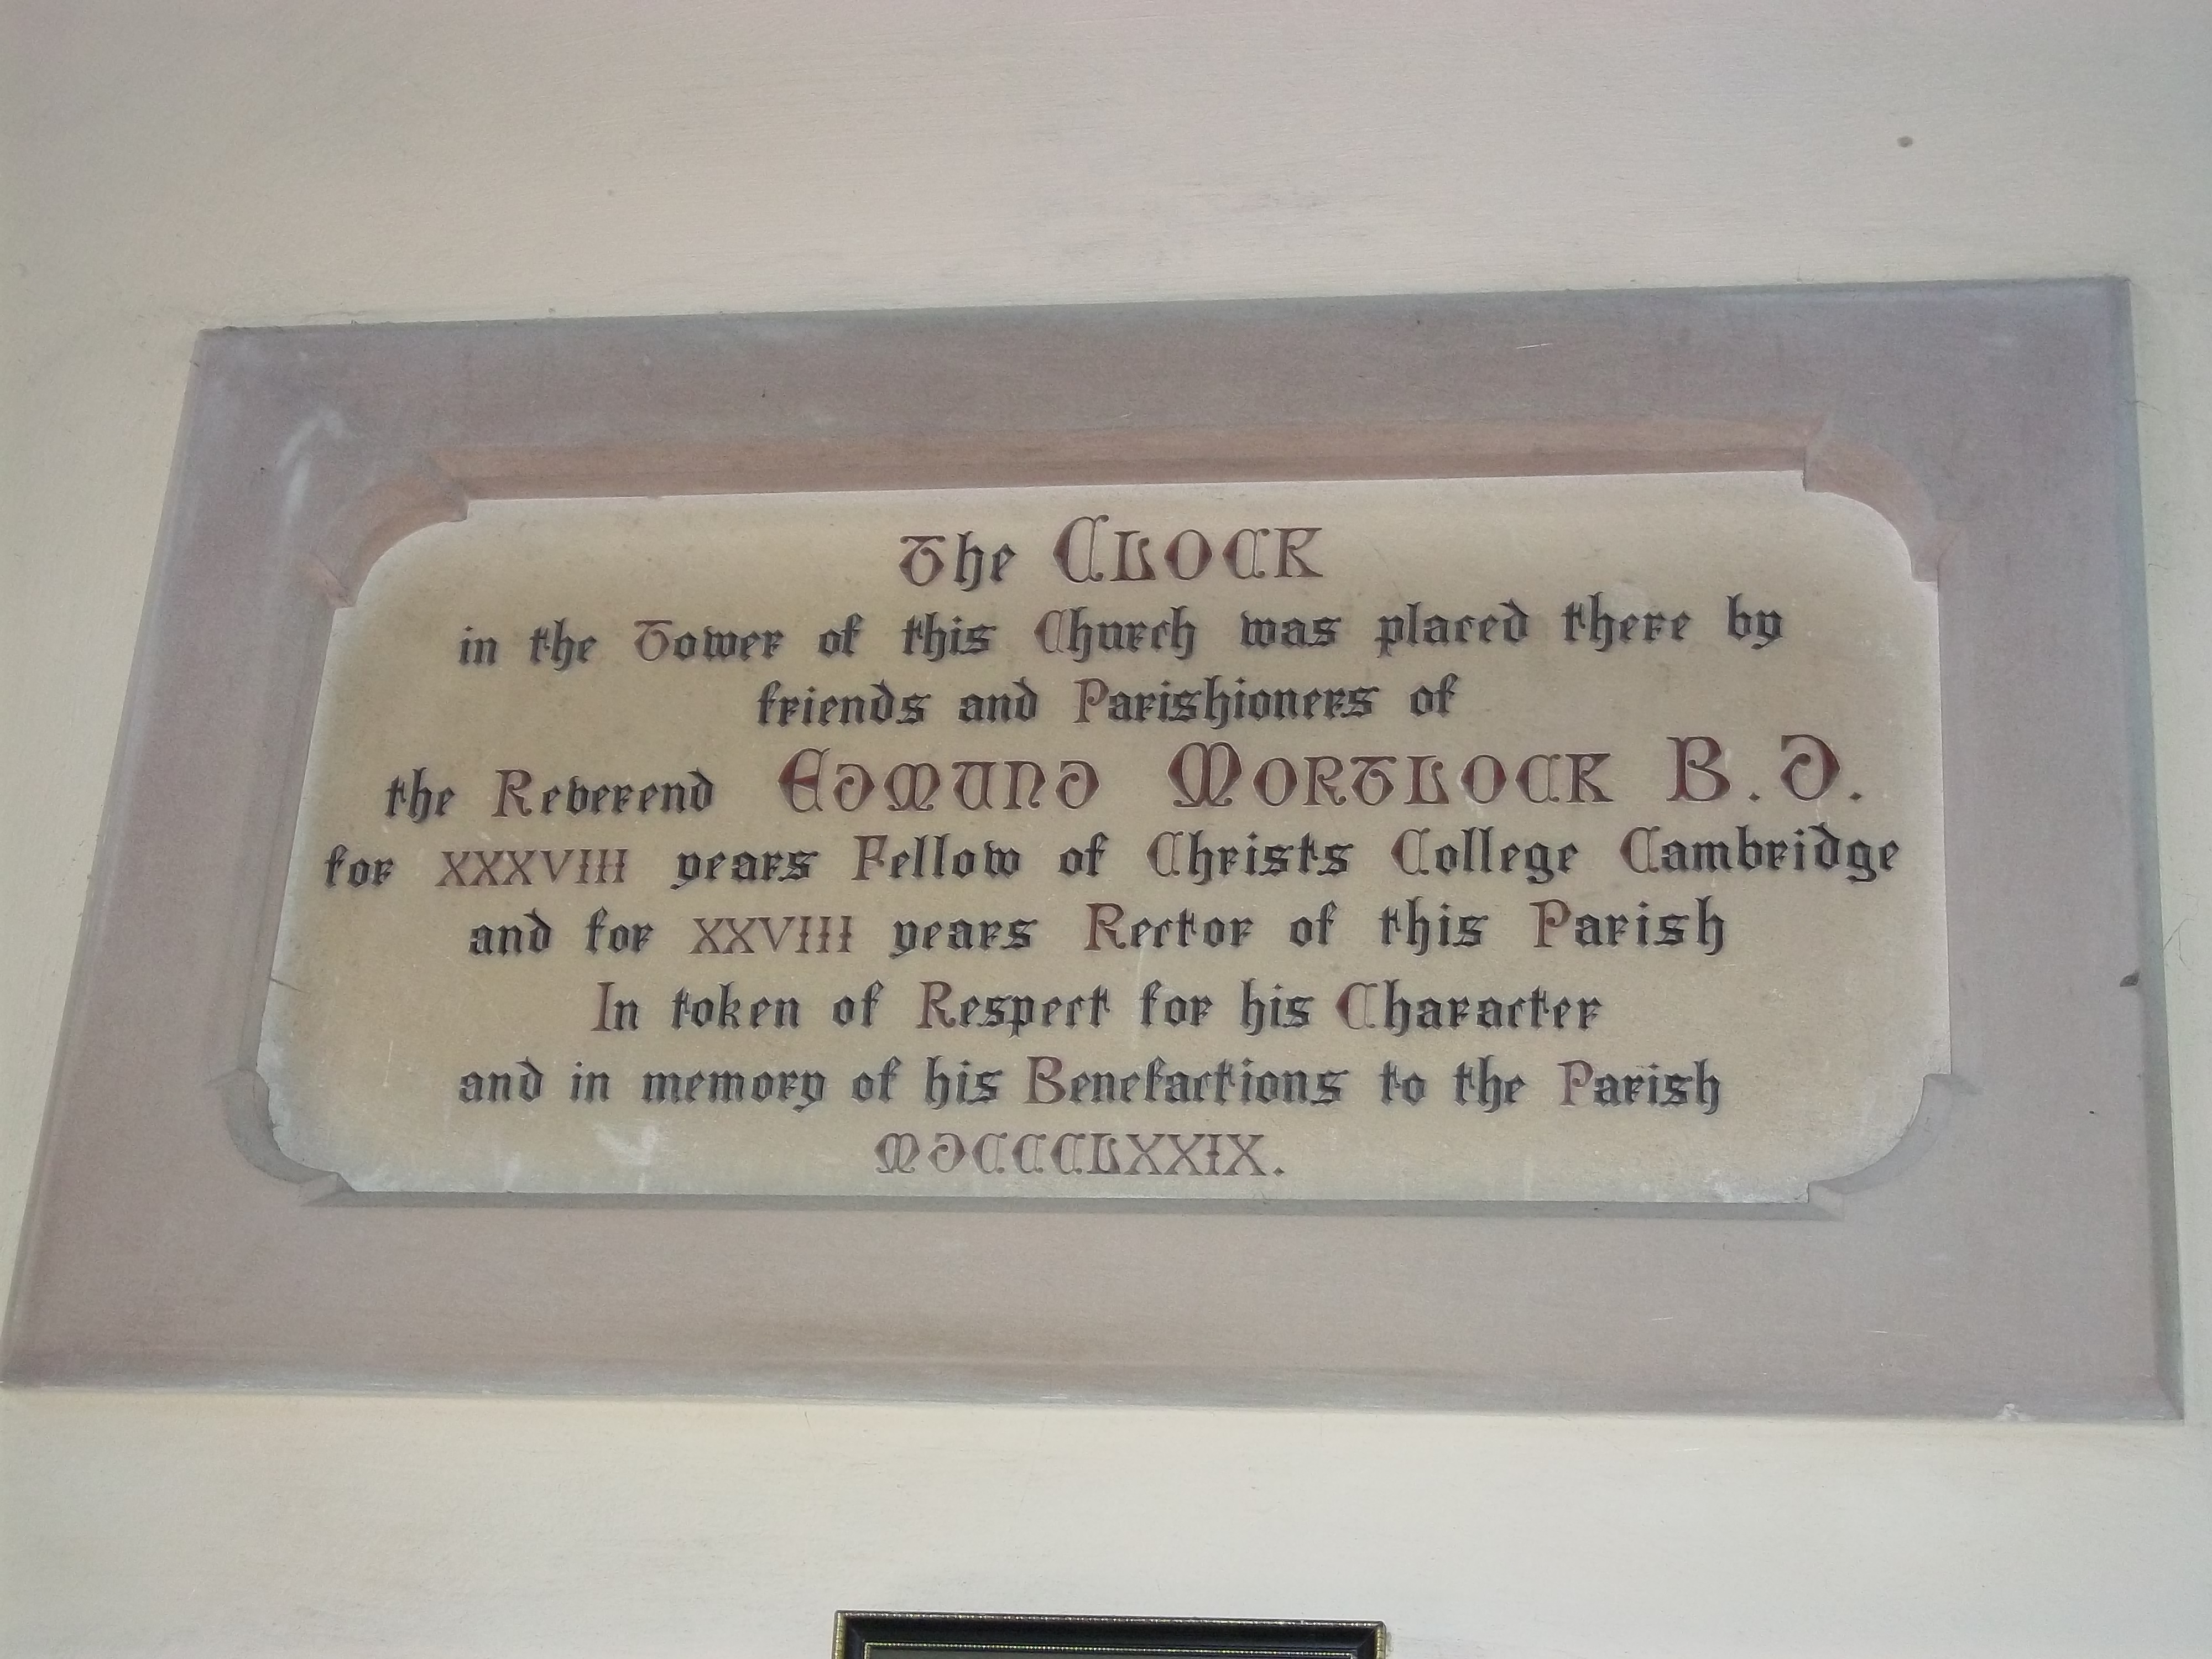 The CLOCK
in the Tower of this Church was placed there by
friends and Parishioners of
the Reverend EDMUND MORTLOCK B.D.
for XXXVIII years Fellow of Christs College Cambridge
and for XXVIII years Rector of this Parish
In token of Respect for his Character
and in memory of his Benefactions to the Parish
MDCCCLXXIX.